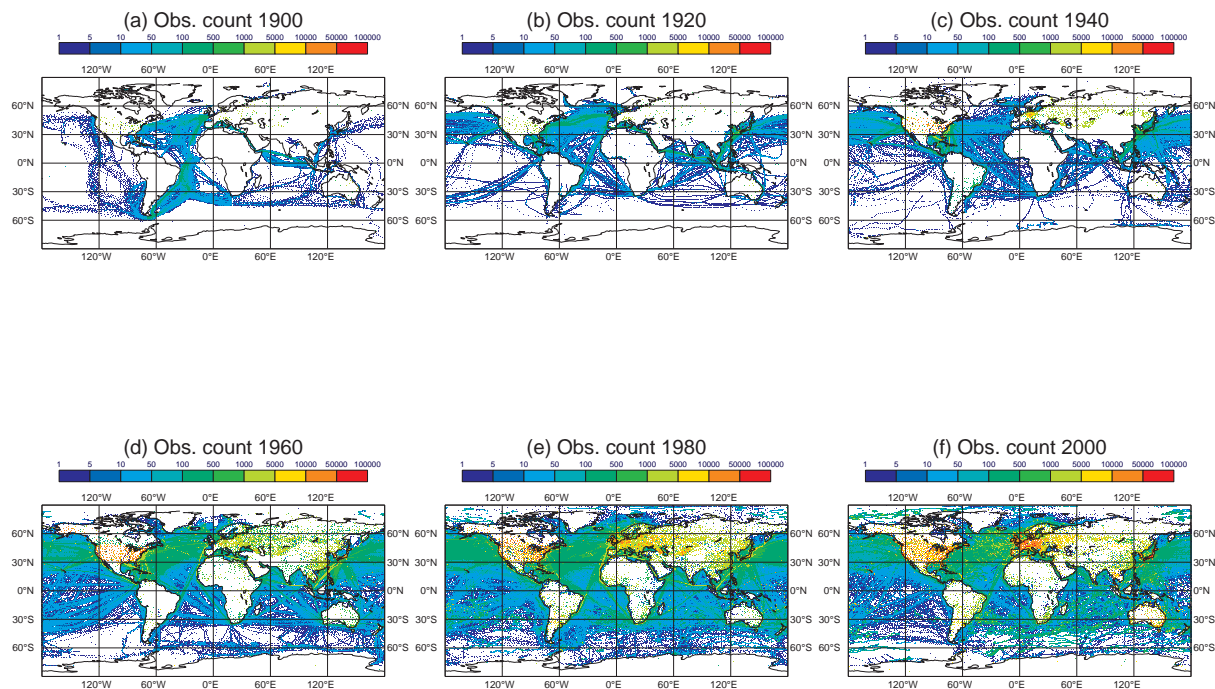 (a) Obs. count 1900
1 5 10 50 100 500 1000 5000 10000 50000 100000
120°W 60°W 0°E 60°E 120°E
60°N 60°N
30°N 30°N
0°N 0°N
30°S 30°S
60°S 60°S
120°W 60°W 0°E 60°E 120°E
(b) Obs. count 1920
1 5 10 50 100 500 1000 5000 10000 50000 100000
120°W 60°W 0°E 60°E 120°E
60°N 60°N
30°N 30°N
0°N 0°N
30°S 30°S
60°S 60°S
120°W 60°W 0°E 60°E 120°E
(c) Obs. count 1940
1 5 10 50 100 500 1000 5000 10000 50000 100000
120°W 60°W 0°E 60°E 120°E
60°N 60°N
30°N 30°N
0°N 0°N
30°S 30°S
60°S 60°S
120°W 60°W 0°E 60°E 120°E
(d) Obs. count 1960
1 5 10 50 100 500 1000 5000 10000 50000 100000
120°W 60°W 0°E 60°E 120°E
60°N 60°N
30°N 30°N
0°N 0°N
30°S 30°S
60°S 60°S
120°W 60°W 0°E 60°E 120°E
(e) Obs. count 1980
1 5 10 50 100 500 1000 5000 10000 50000 100000
120°W 60°W 0°E 60°E 120°E
60°N 60°N
30°N 30°N
0°N 0°N
30°S 30°S
60°S 60°S
120°W 60°W 0°E 60°E 120°E
(f) Obs. count 2000
1 5 10 50 100 500 1000 5000 10000 50000 100000
120°W 60°W 0°E 60°E 120°E
60°N 60°N
30°N 30°N
0°N 0°N
30°S 30°S
60°S 60°S
120°W 60°W 0°E 60°E 120°E